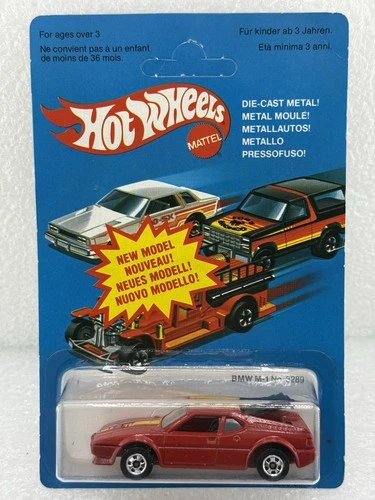 For ages over 3
Ne convient pas à un enfant
de moins de 36 mois.
Für kinder ab 3 Jahren.
Età minima 3 anni.
HOT WHEELS
MATTEL
DIE-CAST METAL!
METAL MOULÉ!
METALLAUTOS!
METALLO
PRESSOFUSO!
NEW MODEL
NOUVEAU!
NEUES MODELL!
NUOVO MODELLO!
BMW M-1 No. 3289